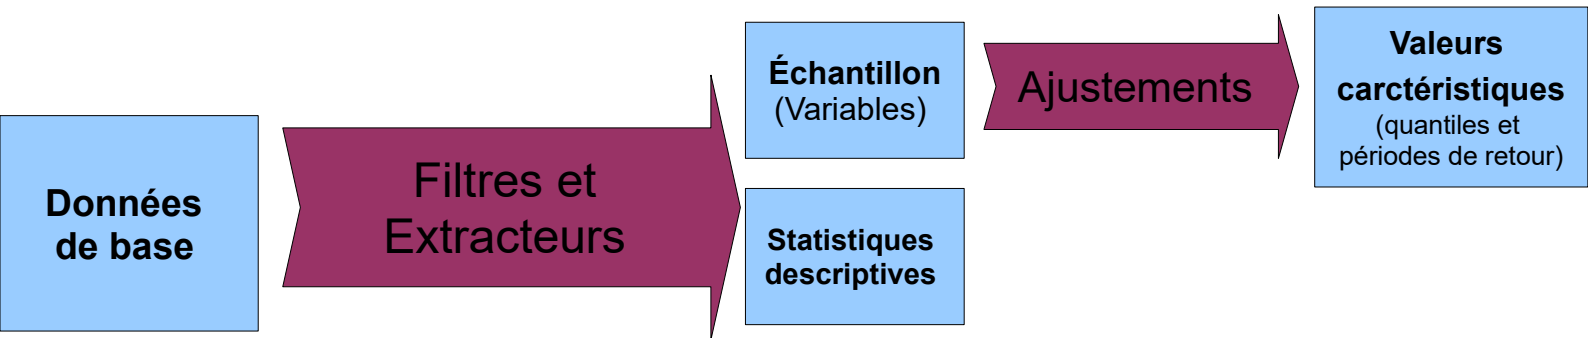 Données
de base
Filtres et
Extracteurs
Échantillon
(Variables)
Statistiques
descriptives
Ajustements
Valeurs
carctéristiques
(quantiles et
périodes de retour)